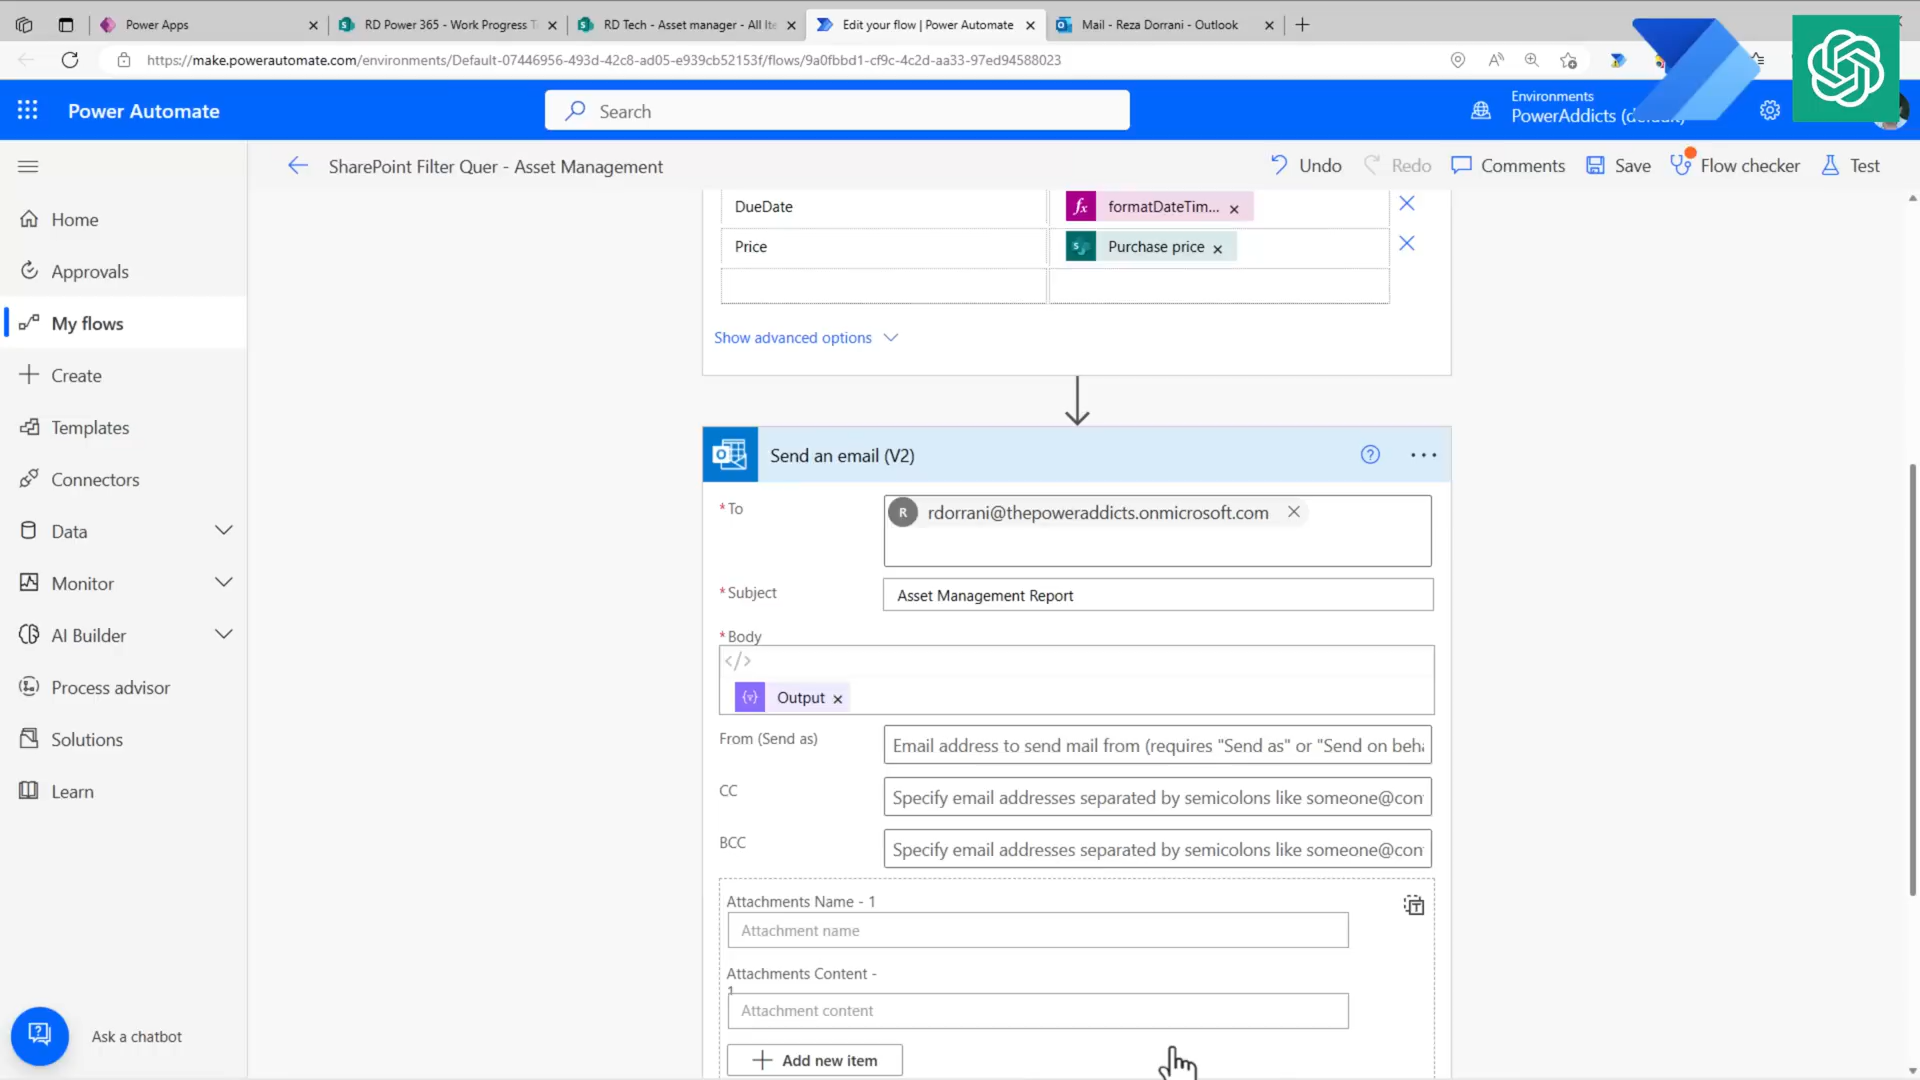 Power Apps
RD Power 365 - Work Progress T
RD Tech - Asset manager - All Ite
Edit your flow | Power Automate
Mail - Reza Dorrani - Outlook
https://make.powerautomate.com/environments/Default-07446956-493d-42c8-ad05-e939cb52153f/flows/9a0fbbd1-cf9c-4c2d-aa33-97ed94588023
Power Automate
Search
Environments
PowerAddicts (default)
SharePoint Filter Quer - Asset Management
Undo
Redo
Comments
Save
Flow checker
Test
Home
Approvals
My flows
Create
Templates
Connectors
Data
Monitor
AI Builder
Process advisor
Solutions
Learn
Ask a chatbot
DueDate
fx formatDateTim... ×
Price
Purchase price ×
Show advanced options
Send an email (V2)
* To
R rdorrani@thepoweraddicts.onmicrosoft.com
* Subject
Asset Management Report
* Body
</>
Output ×
From (Send as)
Email address to send mail from (requires "Send as" or "Send on beha
CC
Specify email addresses separated by semicolons like someone@con
BCC
Specify email addresses separated by semicolons like someone@con
Attachments Name - 1
Attachment name
Attachments Content -
1
Attachment content
Add new item